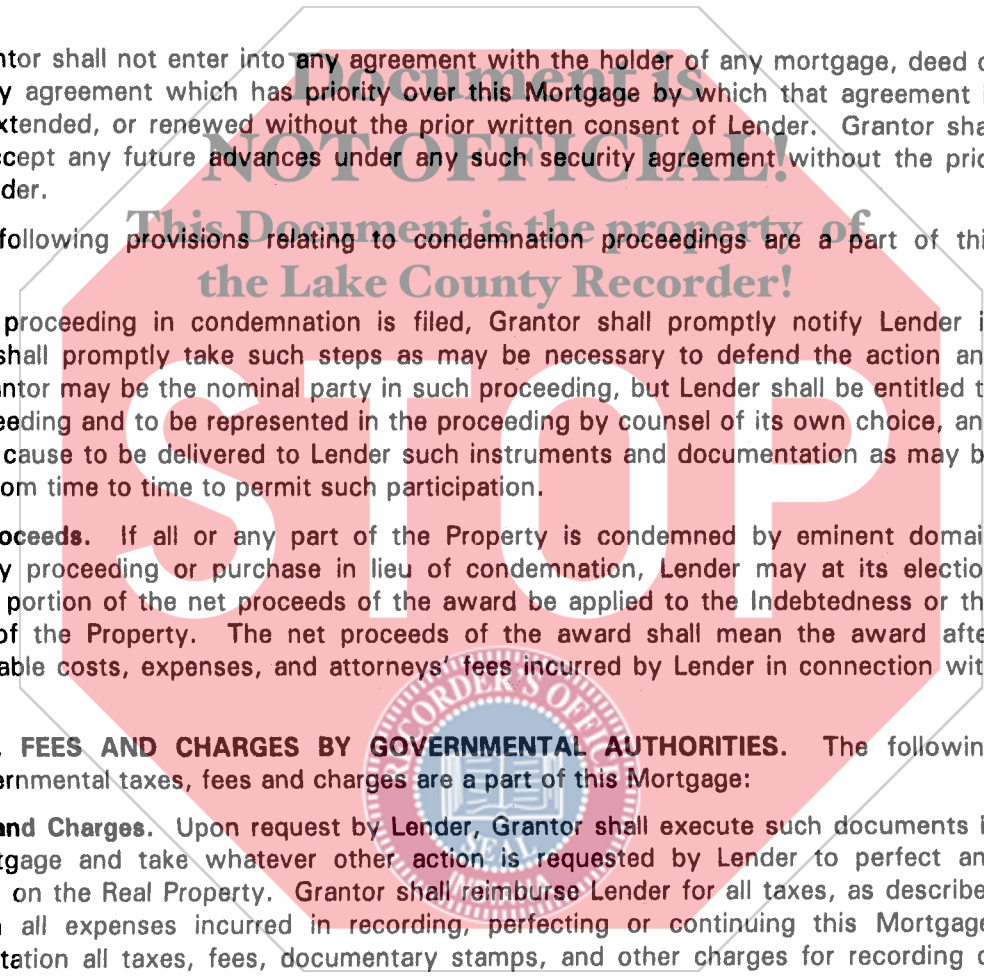 ntor shall not enter into any agreement with the holder of any mortgage, deed o
y agreement which has priority over this Mortgage by which that agreement i
xtended, or renewed without the prior written consent of Lender. Grantor sha
ccept any future advances under any such security agreement without the prio
der.
Document is
NOT OFFICIAL!
This Document is the property of
the Lake County Recorder!
following provisions relating to condemnation proceedings are a part of thi
proceeding in condemnation is filed, Grantor shall promptly notify Lender i
shall promptly take such steps as may be necessary to defend the action an
ntor may be the nominal party in such proceeding, but Lender shall be entitled t
eeding and to be represented in the proceeding by counsel of its own choice, an
cause to be delivered to Lender such instruments and documentation as may b
om time to time to permit such participation.
STOP
oceeds. If all or any part of the Property is condemned by eminent domai
y proceeding or purchase in lieu of condemnation, Lender may at its electio
portion of the net proceeds of the award be applied to the Indebtedness or th
of the Property. The net proceeds of the award shall mean the award afte
able costs, expenses, and attorneys' fees incurred by Lender in connection wit
, FEES AND CHARGES BY GOVERNMENTAL AUTHORITIES. The followin
ernmental taxes, fees and charges are a part of this Mortgage:
and Charges. Upon request by Lender, Grantor shall execute such documents i
tgage and take whatever other action is requested by Lender to perfect an
on the Real Property. Grantor shall reimburse Lender for all taxes, as describe
all expenses incurred in recording, perfecting or continuing this Mortgage
tation all taxes, fees, documentary stamps, and other charges for recording o
RECORDER'S OFFICE
SEAL
INDIANA